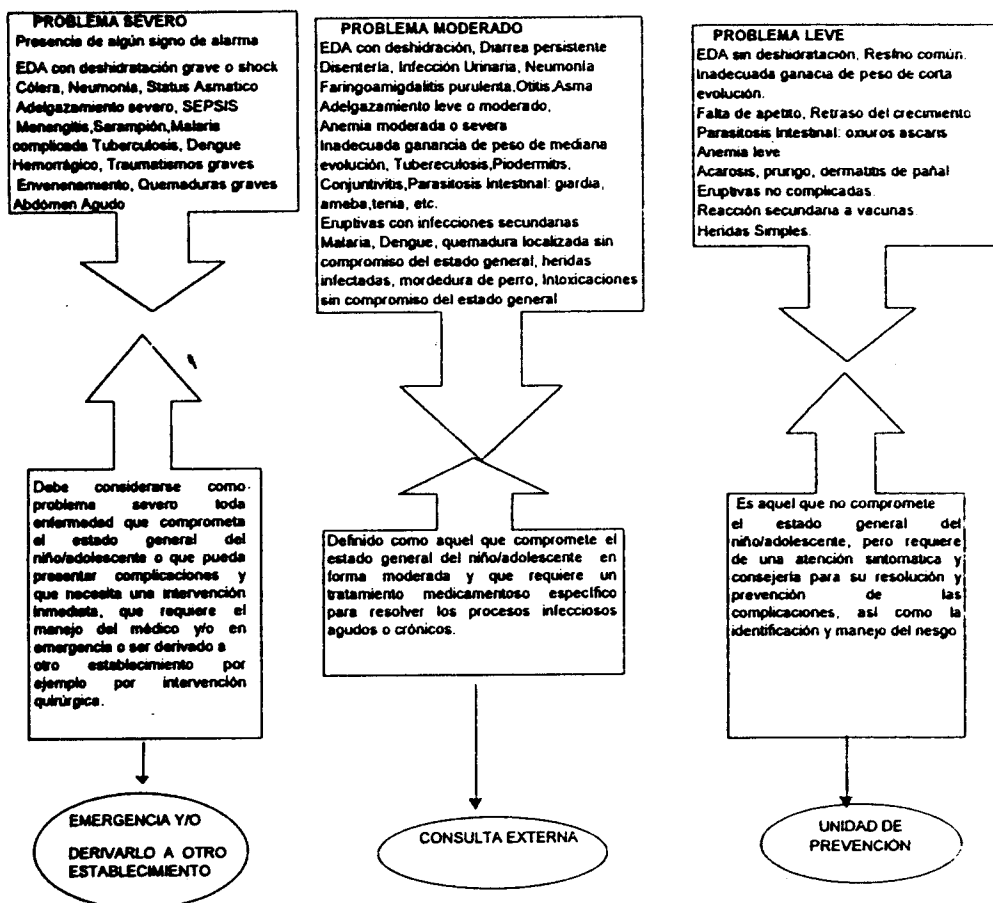 PROBLEMA SEVERO
Presencia de algún signo de alarma
EDA con deshidratación grave o shock
Cólera, Neumonía, Status Asmatico
Adelgazamiento severo, SEPSIS
Menengitis,Sarampión,Malaria
complicada Tuberculosis, Dengue
Hemorrágico, Traumatismos graves
Envenenamiento, Quemaduras graves
Abdómen Agudo
PROBLEMA MODERADO
EDA con deshidración, Diarrea persistente
Disentería, Infección Urinaria, Neumonía
Faringoamigdalitis purulenta,Otitis,Asma
Adelgazamiento leve o moderado,
Anemia moderada o severa
Inadecuada ganancia de peso de mediana
evolución, Tubereculosis,Piodermitis,
Conjuntivitis,Parasitosis Intestinal: giardia,
ameba,tenia, etc.
Eruptivas con infecciones secundarias
Malaria, Dengue, quemadura localizada sin
compromiso del estado general, heridas
infectadas, mordedura de perro, Intoxicaciones
sin compromiso del estado general
PROBLEMA LEVE
EDA sin deshidratación, Resfrio común.
Inadecuada ganacia de peso de corta
evolución.
Falta de apetito, Retraso del crecimiento
Parasitosis Intestinal: oxiuros ascaris
Anemia leve
Acarosis, prurigo, dermatitis de pañal
Eruptivas no complicadas.
Reacción secundaria a vacunas.
Heridas Simples.
Debe considerarse como
problema severo toda
enfermedad que comprometa
el estado general del
niño/adolescente o que pueda
presentar complicaciones y
que necesita una intervención
inmediata, que requiere el
manejo del médico y/o en
emergencia o ser derivado a
otro establecimiento por
ejemplo por intervención
quirúrgica.
Definido como aquel que compromete el
estado general del niño/adolescente en
forma moderada y que requiere un
tratamiento medicamentoso específico
para resolver los procesos infecciosos
agudos o crónicos.
Es aquel que no compromete
el estado general del
niño/adolescente, pero requiere
de una atención sintomatica y
consejería para su resolución y
prevención de las
complicaciones, así como la
identificación y manejo del riesgo
EMERGENCIA Y/O
DERIVARLO A OTRO
ESTABLECIMIENTO
CONSULTA EXTERNA
UNIDAD DE
PREVENCIÓN